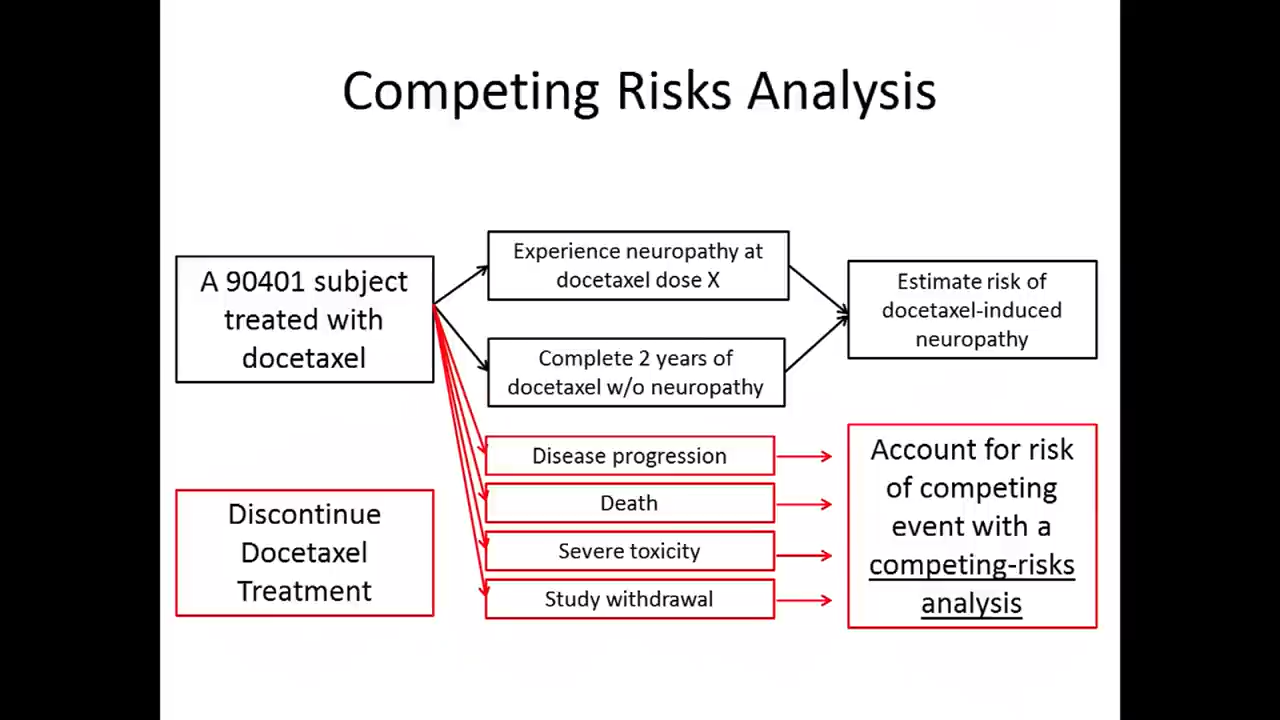 Competing Risks Analysis
A 90401 subject
treated with
docetaxel
Experience neuropathy at
docetaxel dose X
Complete 2 years of
docetaxel w/o neuropathy
Estimate risk of
docetaxel-induced
neuropathy
Discontinue
Docetaxel
Treatment
Disease progression
Death
Severe toxicity
Study withdrawal
Account for risk
of competing
event with a
competing-risks
analysis